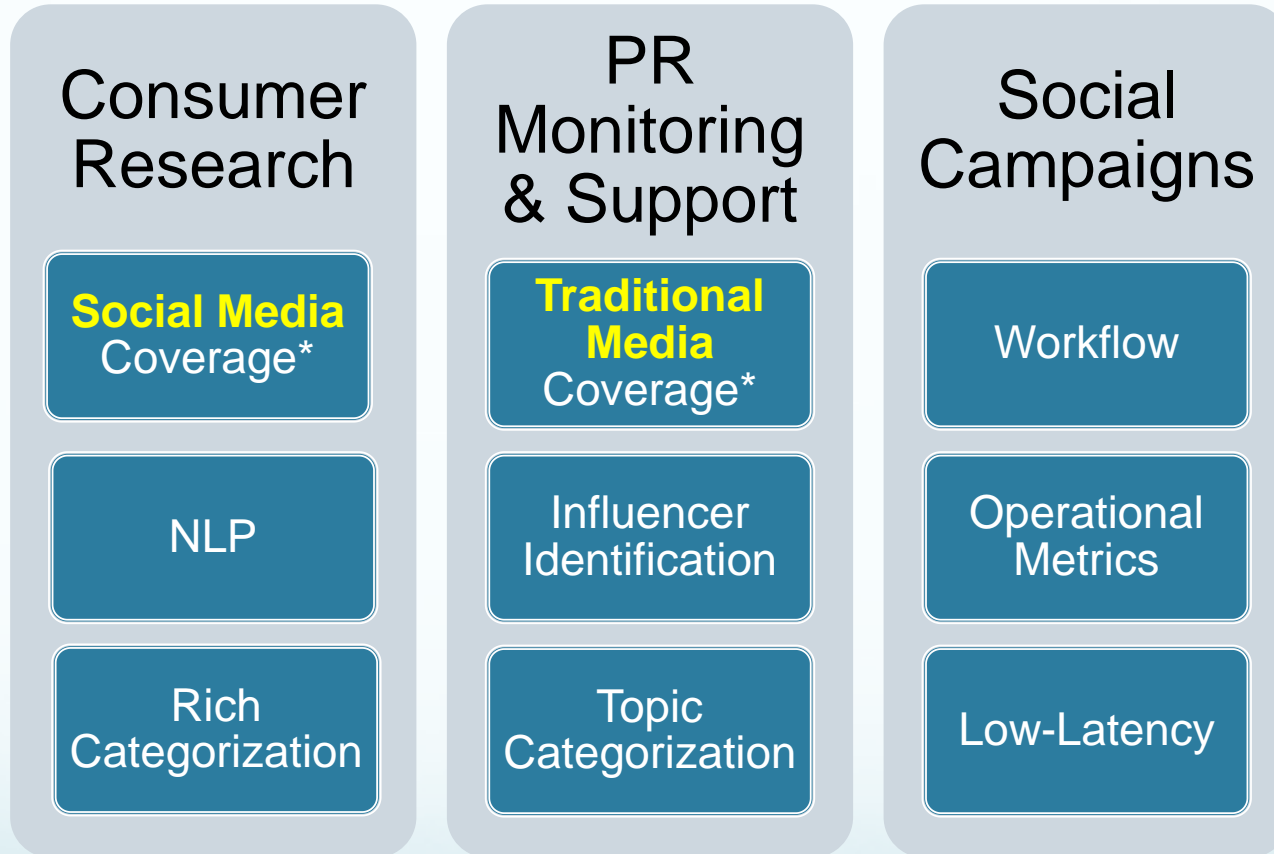 Consumer
Research
Social Media
Coverage*
NLP
Rich
Categorization
PR
Monitoring
& Support
Traditional
Media
Coverage*
Influencer
Identification
Topic
Categorization
Social
Campaigns
Workflow
Operational
Metrics
Low-Latency